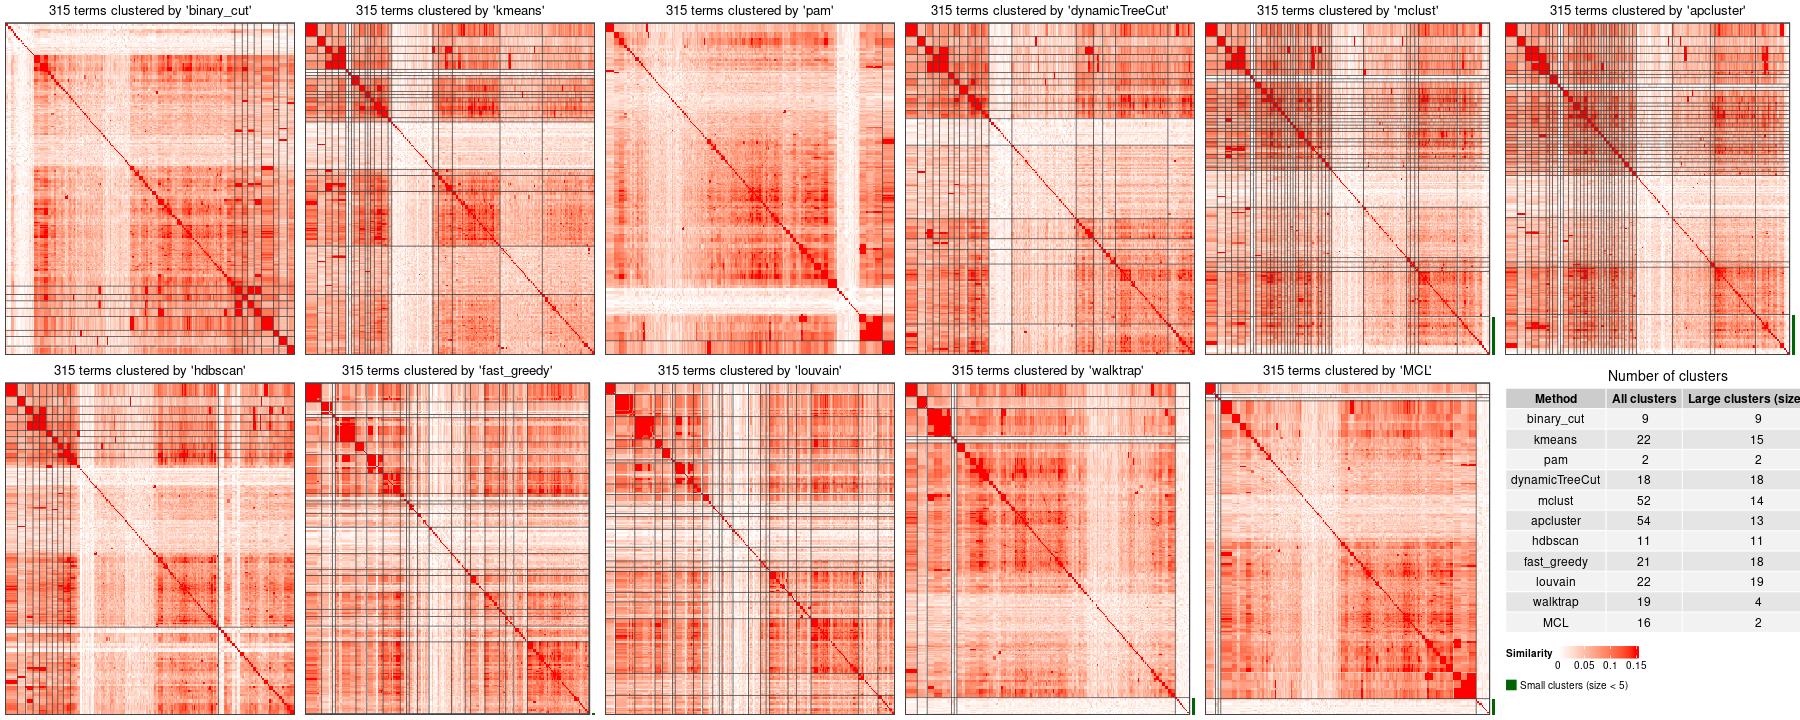 315 terms clustered by 'binary_cut'
315 terms clustered by 'kmeans'
315 terms clustered by 'pam'
315 terms clustered by 'dynamicTreeCut'
315 terms clustered by 'mclust'
315 terms clustered by 'apcluster'
315 terms clustered by 'hdbscan'
315 terms clustered by 'fast_greedy'
315 terms clustered by 'louvain'
315 terms clustered by 'walktrap'
315 terms clustered by 'MCL'
Number of clusters
Method All clusters Large clusters (size
binary_cut 9 9
kmeans 22 15
pam 2 2
dynamicTreeCut 18 18
mclust 52 14
apcluster 54 13
hdbscan 11 11
fast_greedy 21 18
louvain 22 19
walktrap 19 4
MCL 16 2
Similarity
0 0.05 0.1 0.15
Small clusters (size < 5)